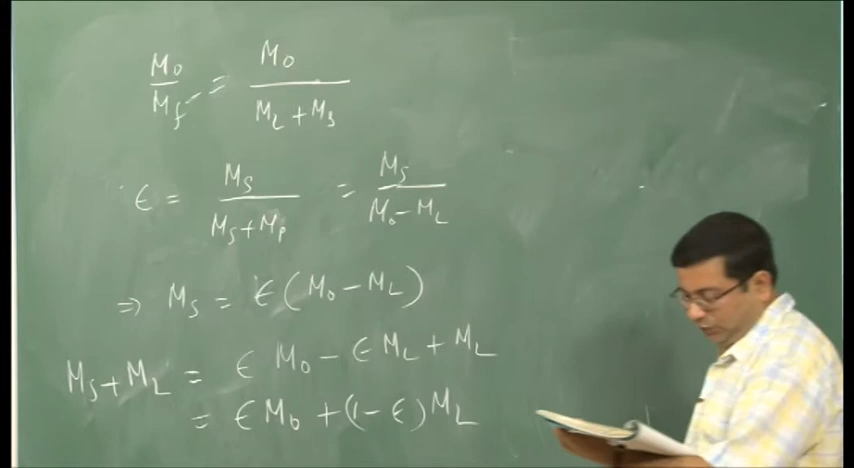 M₀/M_f = M₀/(M_L + M_S)
ϵ = M_S/(M_S + M_P) = M_S/(M₀ − M_L)
⇒ M_S = ϵ(M₀ − M_L)
M_S + M_L = ϵ M₀ − ϵ M_L + M_L
= ϵ M₀ + (1 − ϵ) M_L